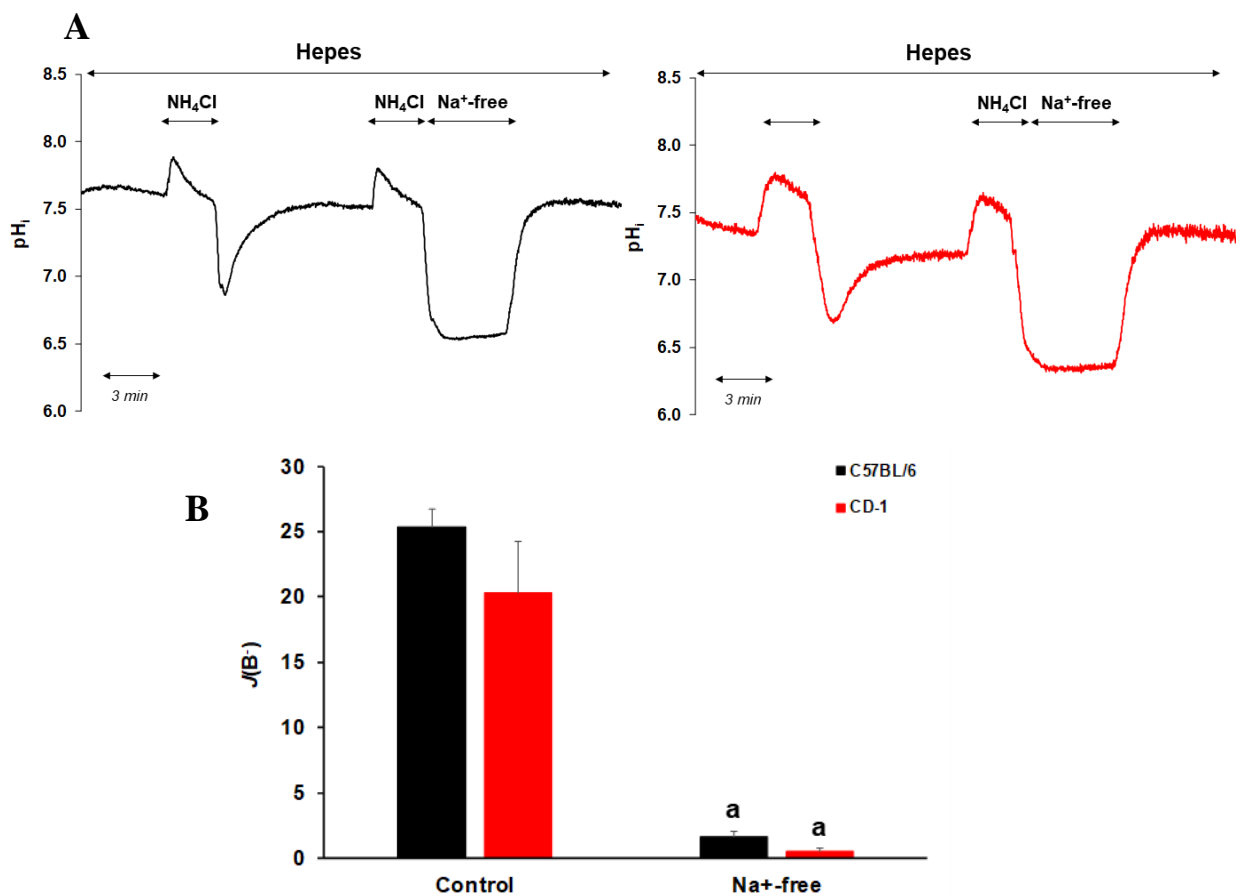 A
Hepes
8.5
8.0
7.5
7.0
6.5
6.0
pHᵢ
NH₄Cl
NH₄Cl
Na⁺-free
3 min
Hepes
8.5
8.0
7.5
7.0
6.5
6.0
pHᵢ
NH₄Cl
Na⁺-free
3 min
B
30
25
20
15
10
5
0
J(B⁻)
C57BL/6
CD-1
a
a
Control
Na+-free